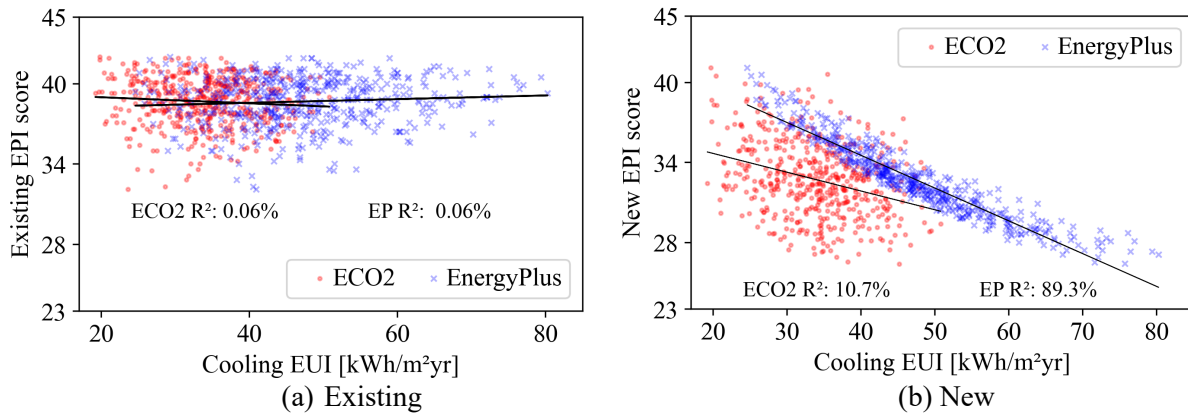 45
40
34
28
23
Existing EPI score
ECO2 R²: 0.06%
EP R²: 0.06%
ECO2
EnergyPlus
20
40
60
80
Cooling EUI [kWh/m²yr]
(a) Existing
45
40
34
28
23
New EPI score
ECO2
EnergyPlus
ECO2 R²: 10.7%
EP R²: 89.3%
20
30
40
50
60
70
80
Cooling EUI [kWh/m²yr]
(b) New